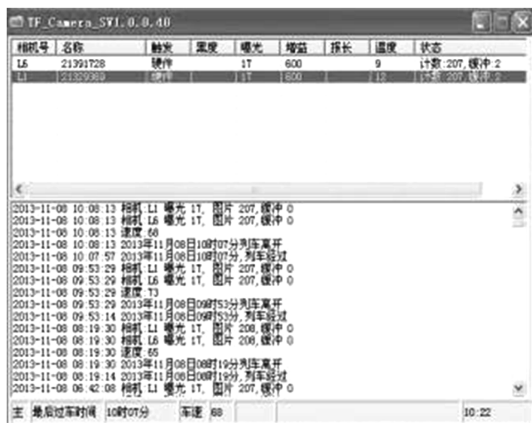 TF_Camera_SV1.0.0.40
相机号 名称 触发 黑度 曝光 增益 报长 温度 状态
L6 21391728 硬件 17 600 9 计数:207,缓冲:2
L1 21329369 硬件 17 600 12 计数:207,缓冲:2
2013-11-08 10:08:13 相机:L1 曝光 17, 图片 207,缓冲 0
2013-11-08 10:08:13 相机:L6 曝光 17, 图片 207,缓冲 0
2013-11-08 10:08:13 速度:68
2013-11-08 10:08:13 2013年11月08日10时07分列车离开
2013-11-08 10:07:57 2013年11月08日10时07分,列车经过
2013-11-08 09:53:29 相机:L1 曝光 17, 图片 207,缓冲 0
2013-11-08 09:53:29 相机:L6 曝光 17, 图片 207,缓冲 0
2013-11-08 09:53:29 速度:73
2013-11-08 09:53:29 2013年11月08日09时53分列车离开
2013-11-08 09:53:14 2013年11月08日09时53分,列车经过
2013-11-08 08:19:30 相机:L1 曝光 17, 图片 208,缓冲 0
2013-11-08 08:19:30 相机:L6 曝光 17, 图片 208,缓冲 0
2013-11-08 08:19:30 速度:65
2013-11-08 08:19:30 2013年11月08日08时19分列车离开
2013-11-08 08:19:14 2013年11月08日08时19分,列车经过
2013-11-08 06:42:08 相机:L1 曝光 17, 图片 207,缓冲 0
主 最后过车时间 10时07分 车速 68 10:22